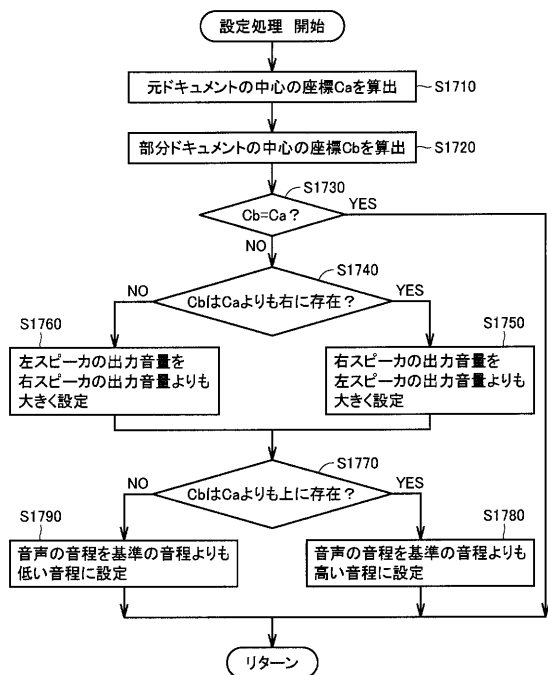 設定処理 開始
元ドキュメントの中心の座標Caを算出
S1710
部分ドキュメントの中心の座標Cbを算出
S1720
S1730
Cb=Ca?
YES
NO
S1740
NO
CbはCaよりも右に存在?
YES
S1760
S1750
左スピーカの出力音量を
右スピーカの出力音量よりも
大きく設定
右スピーカの出力音量を
左スピーカの出力音量よりも
大きく設定
S1770
NO
CbはCaよりも上に存在?
YES
S1790
S1780
音声の音程を基準の音程よりも
低い音程に設定
音声の音程を基準の音程よりも
高い音程に設定
リターン